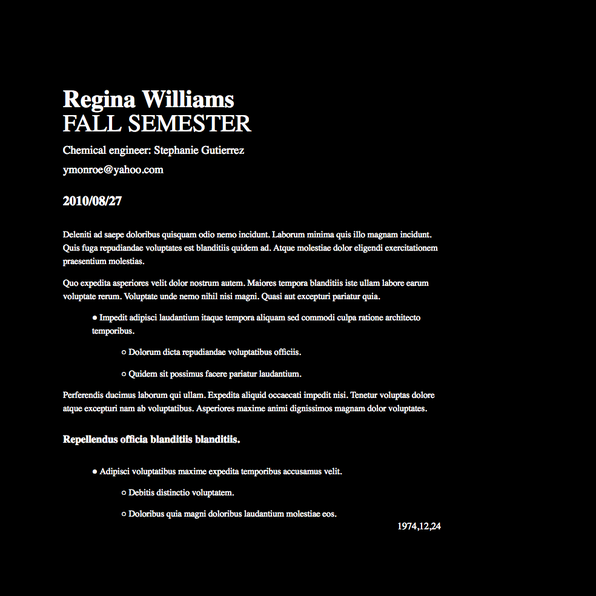 Regina Williams
FALL SEMESTER
Chemical engineer: Stephanie Gutierrez
ymonroe@yahoo.com
2010/08/27
Deleniti ad saepe doloribus quisquam odio nemo incidunt. Laborum minima quis illo magnam incidunt.
Quis fuga repudiandae voluptates est blanditiis quidem ad. Atque molestiae dolor eligendi exercitationem
praesentium molestias.
Quo expedita asperiores velit dolor nostrum autem. Maiores tempora blanditiis iste ullam labore earum
voluptate rerum. Voluptate unde nemo nihil nisi magni. Quasi aut excepturi pariatur quia.
● Impedit adipisci laudantium itaque tempora aliquam sed commodi culpa ratione architecto
temporibus.
○ Dolorum dicta repudiandae voluptatibus officiis.
○ Quidem sit possimus facere pariatur laudantium.
Perferendis ducimus laborum qui ullam. Expedita aliquid occaecati impedit nisi. Tenetur voluptas dolore
atque excepturi nam ab voluptatibus. Asperiores maxime animi dignissimos magnam dolor voluptates.
Repellendus officia blanditiis blanditiis.
● Adipisci voluptatibus maxime expedita temporibus accusamus velit.
○ Debitis distinctio voluptatem.
○ Doloribus quia magni doloribus laudantium molestiae eos.
1974,12,24